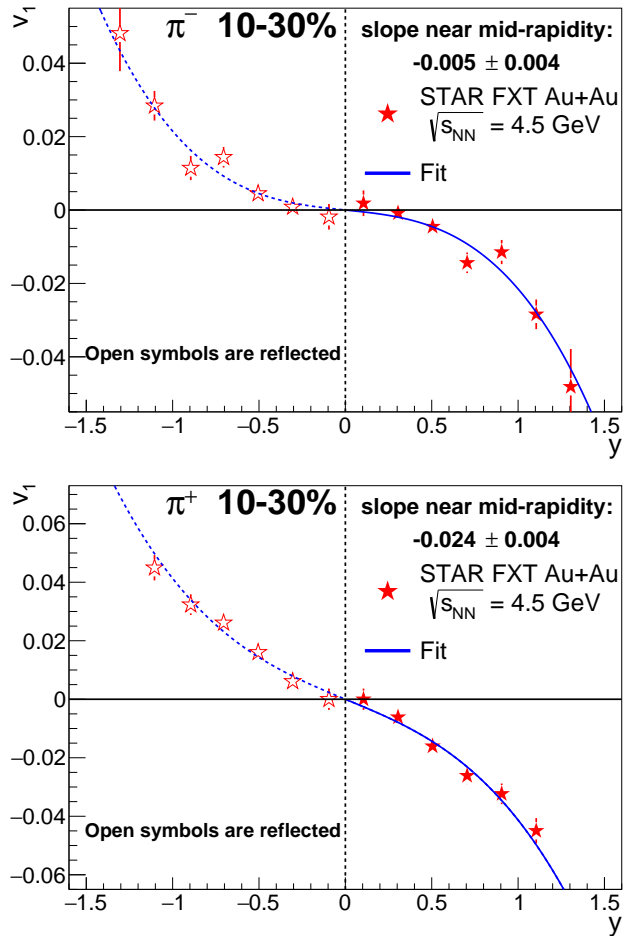 v₁
π⁻ 10-30%
slope near mid-rapidity:
-0.005 ± 0.004
STAR FXT Au+Au
√s_NN = 4.5 GeV
Fit
0.04
0.02
0
−0.02
−0.04
Open symbols are reflected
−1.5 −1 −0.5 0 0.5 1 1.5
y
v₁
π⁺ 10-30%
slope near mid-rapidity:
-0.024 ± 0.004
STAR FXT Au+Au
√s_NN = 4.5 GeV
Fit
0.06
0.04
0.02
0
−0.02
−0.04
−0.06
Open symbols are reflected
−1.5 −1 −0.5 0 0.5 1 1.5
y